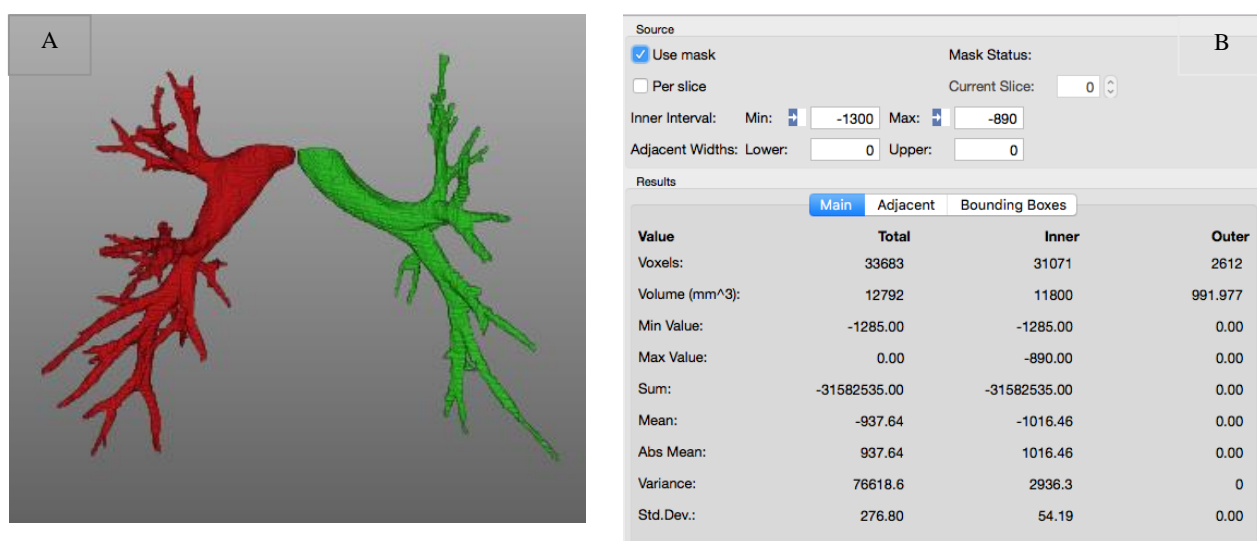 A
B
Source
Use mask Mask Status:
Per slice Current Slice: 0
Inner Interval: Min: -1300 Max: -890
Adjacent Widths: Lower: 0 Upper: 0
Results
Main Adjacent Bounding Boxes
Value Total Inner Outer
Voxels: 33683 31071 2612
Volume (mm^3): 12792 11800 991.977
Min Value: -1285.00 -1285.00 0.00
Max Value: 0.00 -890.00 0.00
Sum: -31582535.00 -31582535.00 0.00
Mean: -937.64 -1016.46 0.00
Abs Mean: 937.64 1016.46 0.00
Variance: 76618.6 2936.3 0
Std.Dev.: 276.80 54.19 0.00